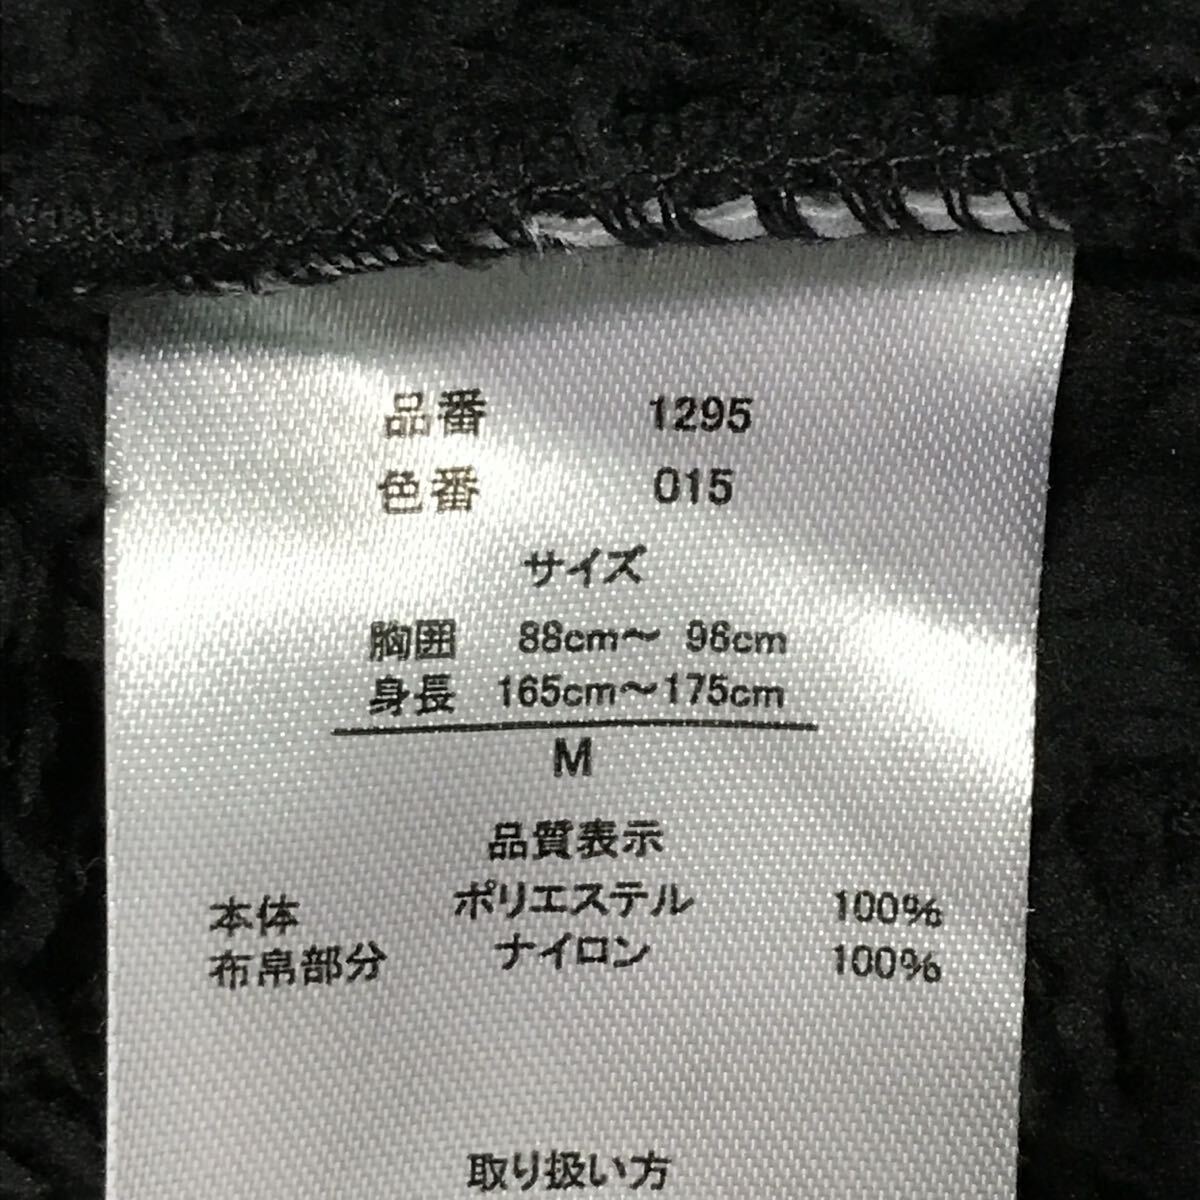 品番 1295
色番 015
サイズ
胸囲 88cm～ 96cm
身長 165cm～175cm
M
品質表示
本体 ポリエステル 100%
布帛部分 ナイロン 100%
取り扱い方